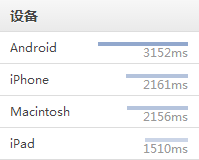 设备
Android
3152ms
iPhone
2161ms
Macintosh
2156ms
iPad
1510ms